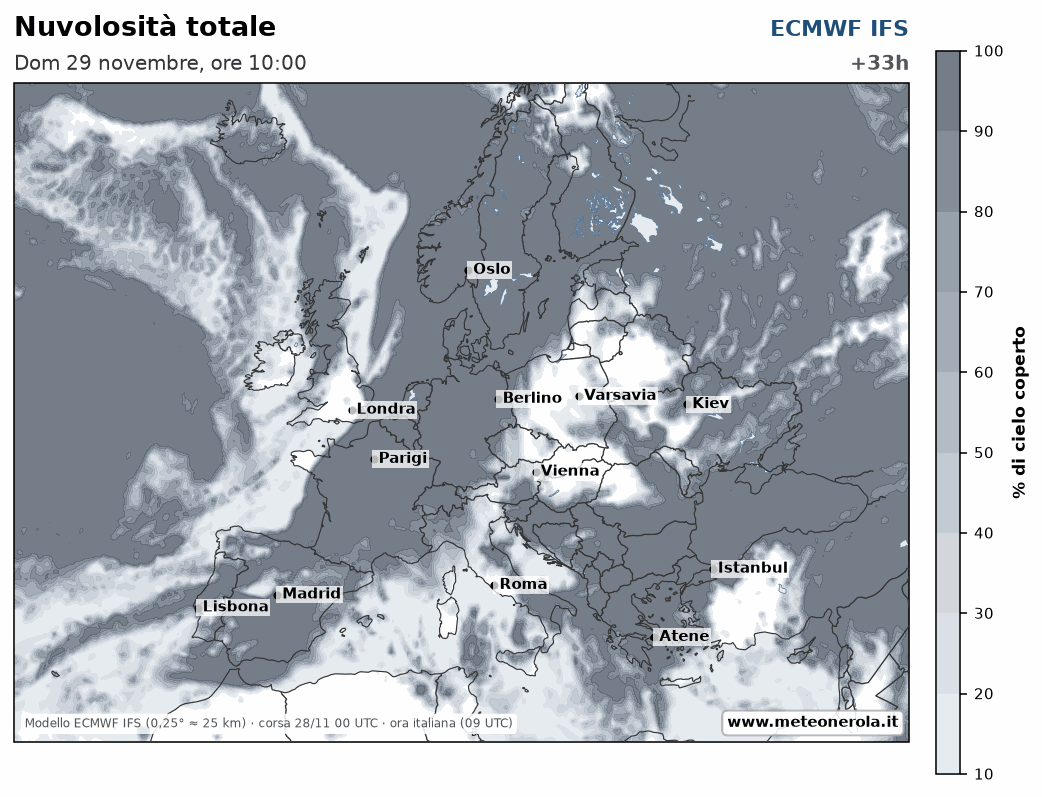 Nuvolosità totale
ECMWF IFS
Dom 29 novembre, ore 10:00
+33h
100
90
80
70
60
50
40
30
20
10
% di cielo coperto
Oslo
Berlino
Varsavia
Kiev
Londra
Parigi
Vienna
Istanbul
Roma
Madrid
Lisbona
Atene
Modello ECMWF IFS (0,25° ≈ 25 km) · corsa 28/11 00 UTC · ora italiana (09 UTC)
www.meteonerola.it